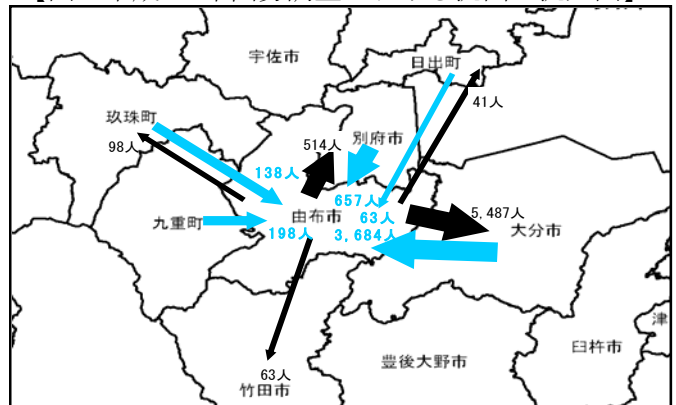 宇佐市
日出町
41人
玖珠町
98人
514人
別府市
138人
657人
63人
九重町
由布市
198人
3,684人
5,487人
大分市
63人
竹田市
豊後大野市
臼杵市
津